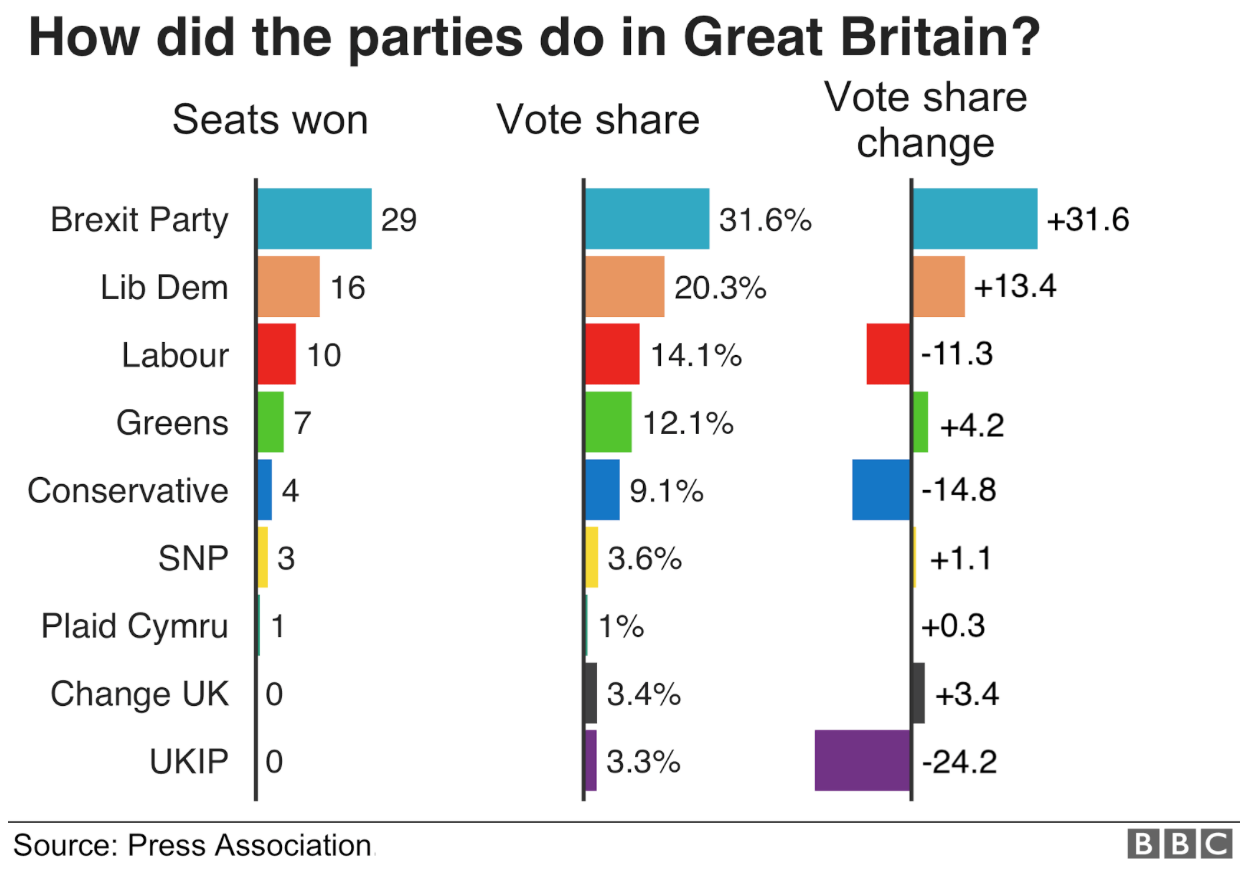 How did the parties do in Great Britain?
Seats won
Vote share
Vote share
change
Brexit Party 29 31.6% +31.6
Lib Dem 16 20.3% +13.4
Labour 10 14.1% -11.3
Greens 7 12.1% +4.2
Conservative 4 9.1% -14.8
SNP 3 3.6% +1.1
Plaid Cymru 1 1% +0.3
Change UK 0 3.4% +3.4
UKIP 0 3.3% -24.2
Source: Press Association
BBC